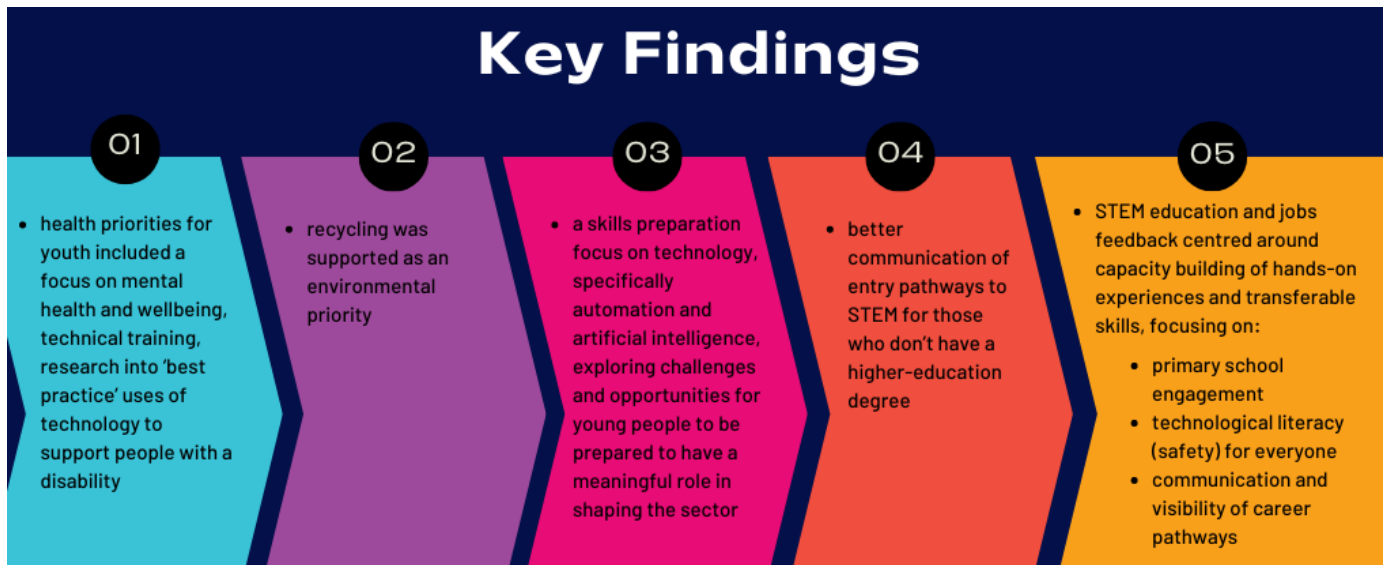 Key Findings
01
• health priorities for
youth included a
focus on mental
health and wellbeing,
technical training,
research into ‘best
practice’ uses of
technology to
support people with a
disability
02
• recycling was
supported as an
environmental
priority
03
• a skills preparation
focus on technology,
specifically
automation and
artificial intelligence,
exploring challenges
and opportunities for
young people to be
prepared to have a
meaningful role in
shaping the sector
04
• better
communication of
entry pathways to
STEM for those
who don’t have a
higher-education
degree
05
• STEM education and jobs
feedback centred around
capacity building of hands-on
experiences and transferable
skills, focusing on:
• primary school
engagement
• technological literacy
(safety) for everyone
• communication and
visibility of career
pathways